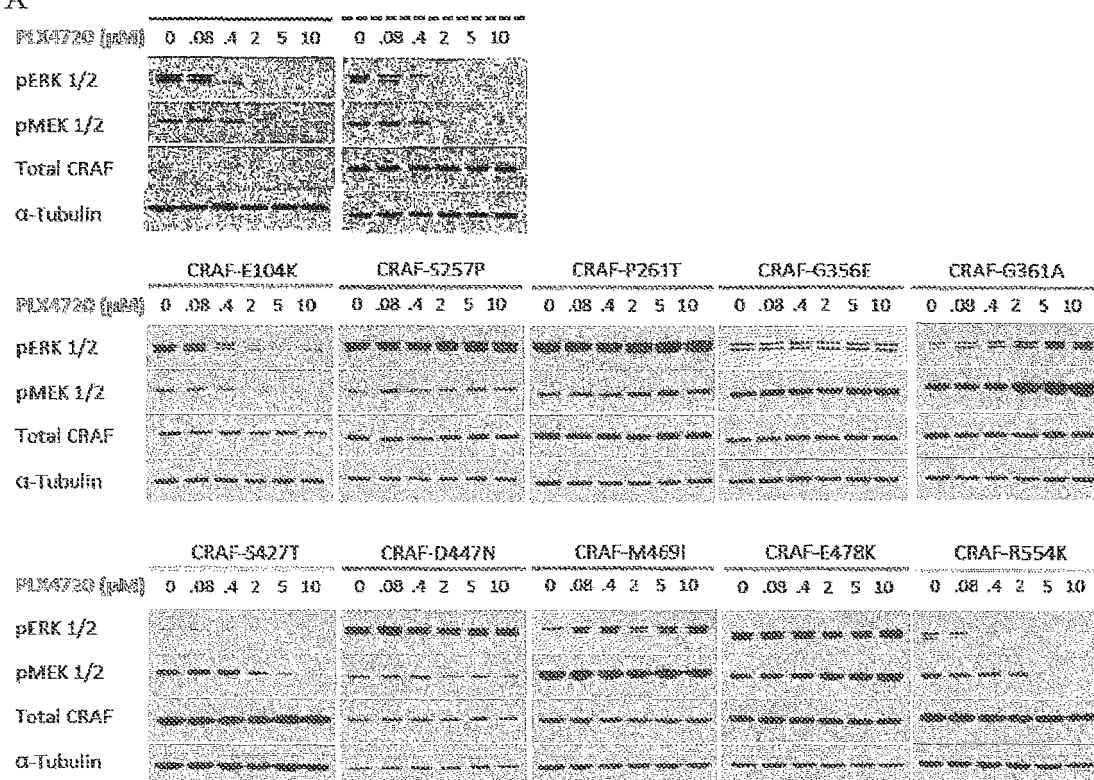 A
PLX4720 (µM) 0 .08 .4 2 5 10 0 .08 .4 2 5 10
pERK 1/2
pMEK 1/2
Total CRAF
α-Tubulin
CRAF-E104K CRAF-S257P CRAF-P261T CRAF-G356E CRAF-G361A
PLX4720 (µM) 0 .08 .4 2 5 10 0 .08 .4 2 5 10 0 .08 .4 2 5 10 0 .08 .4 2 5 10 0 .08 .4 2 5 10
pERK 1/2
pMEK 1/2
Total CRAF
α-Tubulin
CRAF-S427T CRAF-D447N CRAF-M469I CRAF-E478K CRAF-R554K
PLX4720 (µM) 0 .08 .4 2 5 10 0 .08 .4 2 5 10 0 .08 .4 2 5 10 0 .08 .4 2 5 10 0 .08 .4 2 5 10
pERK 1/2
pMEK 1/2
Total CRAF
α-Tubulin